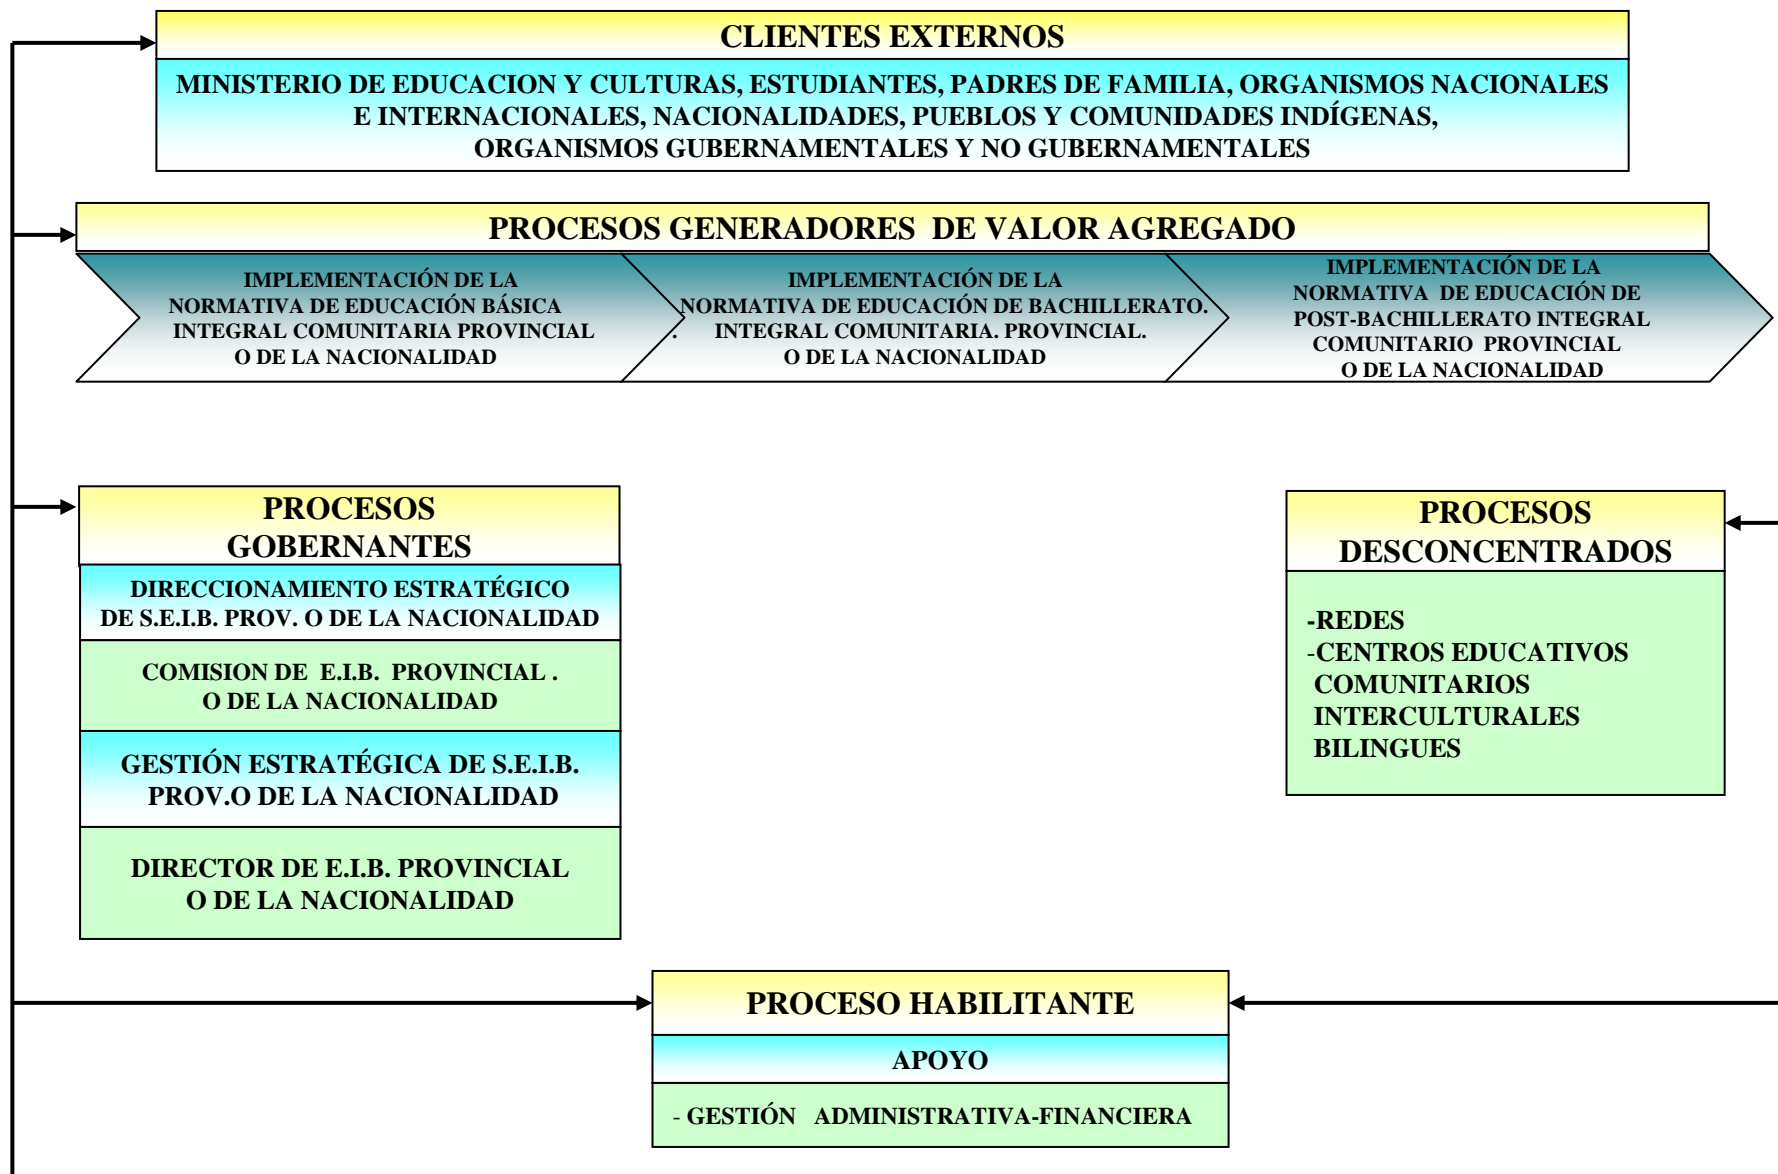 CLIENTES EXTERNOS
MINISTERIO DE EDUCACION Y CULTURAS, ESTUDIANTES, PADRES DE FAMILIA, ORGANISMOS NACIONALES
E INTERNACIONALES, NACIONALIDADES, PUEBLOS Y COMUNIDADES INDÍGENAS,
ORGANISMOS GUBERNAMENTALES Y NO GUBERNAMENTALES
PROCESOS GENERADORES DE VALOR AGREGADO
IMPLEMENTACIÓN DE LA
NORMATIVA DE EDUCACIÓN BÁSICA
INTEGRAL COMUNITARIA PROVINCIAL
O DE LA NACIONALIDAD
IMPLEMENTACIÓN DE LA
NORMATIVA DE EDUCACIÓN DE BACHILLERATO.
. INTEGRAL COMUNITARIA. PROVINCIAL.
O DE LA NACIONALIDAD
IMPLEMENTACIÓN DE LA
NORMATIVA DE EDUCACIÓN DE
POST-BACHILLERATO INTEGRAL
COMUNITARIO PROVINCIAL
O DE LA NACIONALIDAD
PROCESOS
GOBERNANTES
DIRECCIONAMIENTO ESTRATÉGICO
DE S.E.I.B. PROV. O DE LA NACIONALIDAD
COMISION DE E.I.B. PROVINCIAL .
O DE LA NACIONALIDAD
GESTIÓN ESTRATÉGICA DE S.E.I.B.
PROV.O DE LA NACIONALIDAD
DIRECTOR DE E.I.B. PROVINCIAL
O DE LA NACIONALIDAD
PROCESOS
DESCONCENTRADOS
-REDES
-CENTROS EDUCATIVOS
COMUNITARIOS
INTERCULTURALES
BILINGUES
PROCESO HABILITANTE
APOYO
- GESTIÓN ADMINISTRATIVA-FINANCIERA